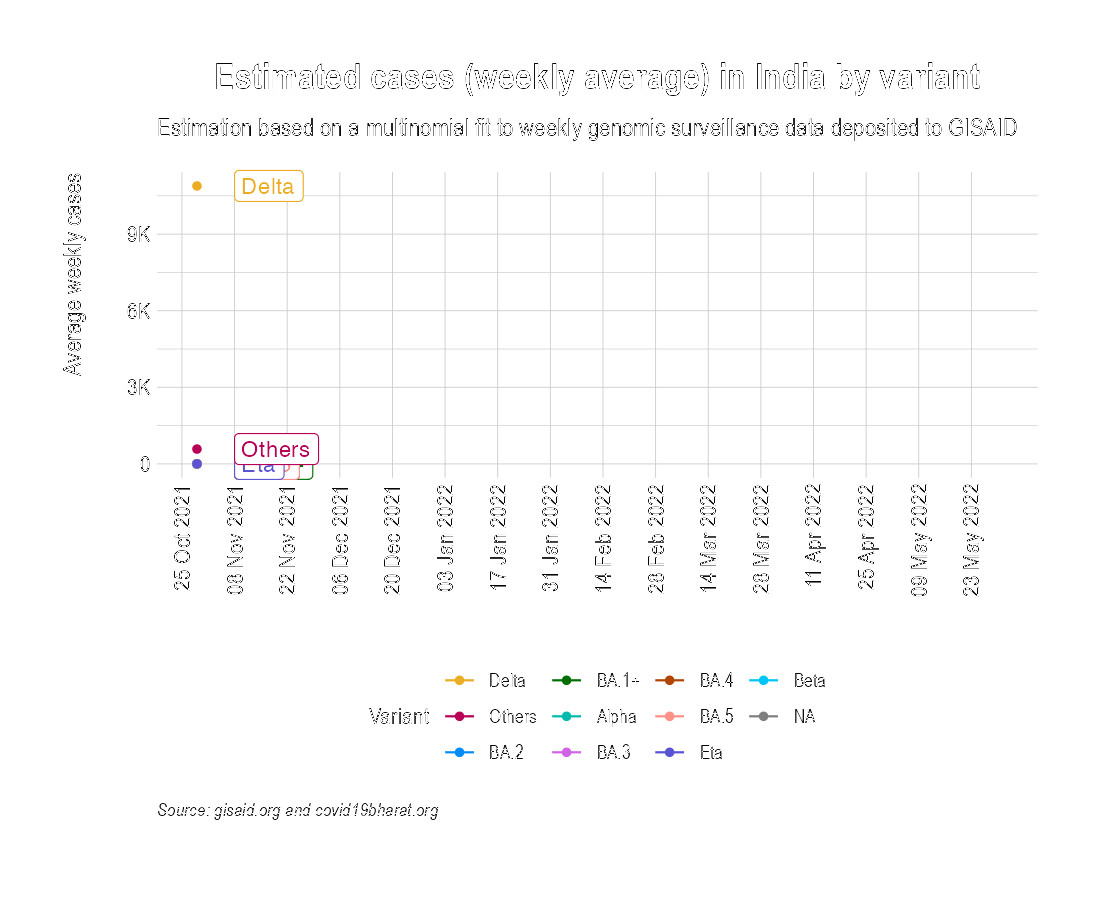 Estimated cases (weekly average) in India by variant
Estimation based on a multinomial fit to weekly genomic surveillance data deposited to GISAID
Average weekly cases
Delta
9K
6K
3K
Others
Eta
0
25 Oct 2021
08 Nov 2021
22 Nov 2021
06 Dec 2021
20 Dec 2021
03 Jan 2022
17 Jan 2022
31 Jan 2022
14 Feb 2022
28 Feb 2022
14 Mar 2022
28 Mar 2022
11 Apr 2022
25 Apr 2022
09 May 2022
23 May 2022
Delta BA.1+ BA.4 Beta
Variant Others Alpha BA.5 NA
BA.2 BA.3 Eta
Source: gisaid.org and covid19bharat.org